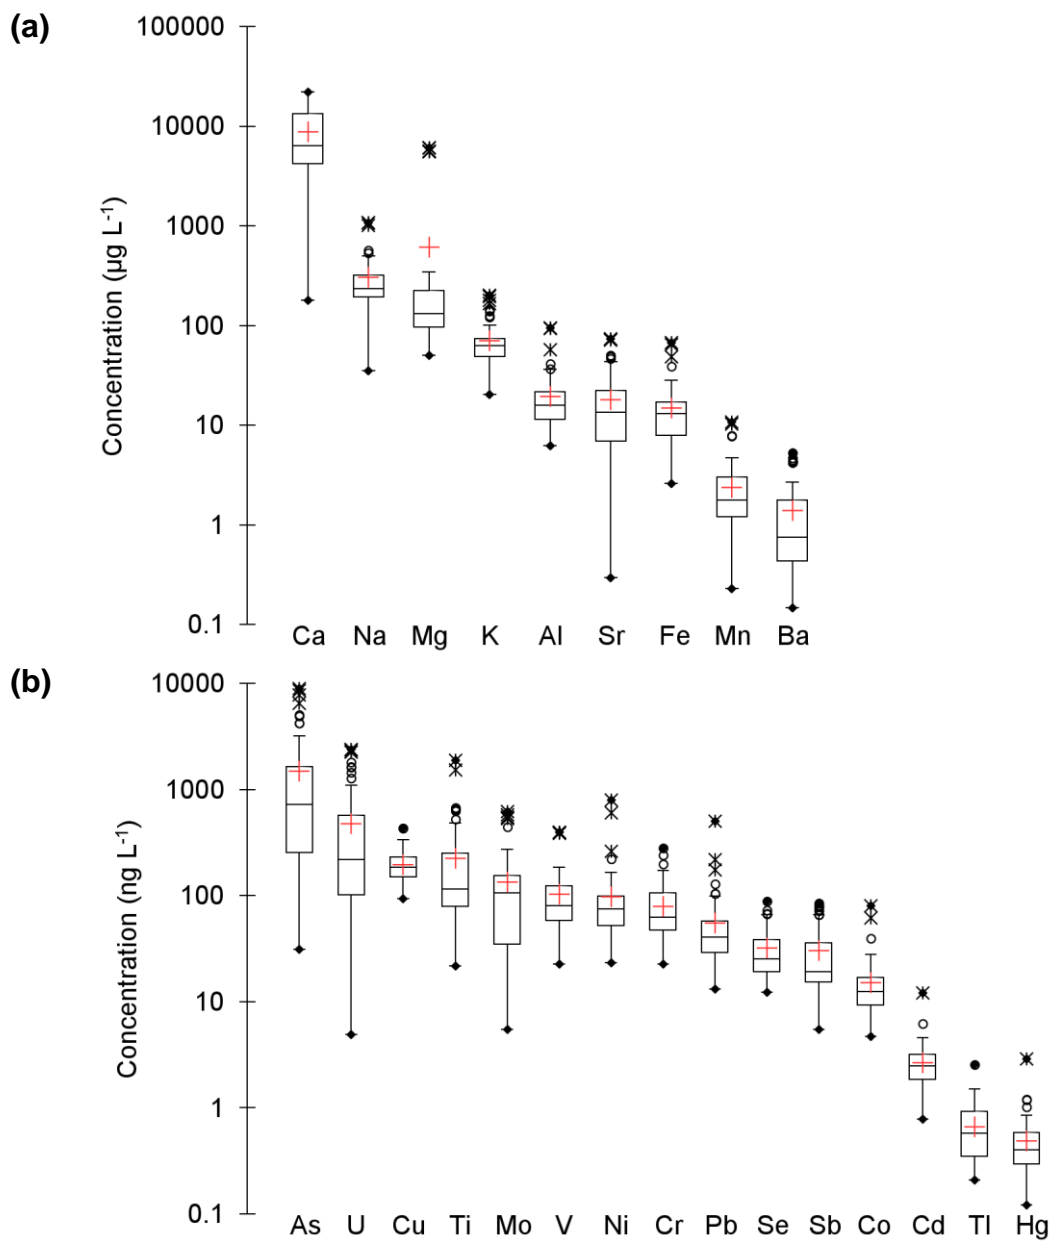 (a)
Concentration (µg L-1)
100000
10000
1000
100
10
1
0.1
Ca Na Mg K Al Sr Fe Mn Ba
(b)
Concentration (ng L-1)
10000
1000
100
10
1
0.1
As U Cu Ti Mo V Ni Cr Pb Se Sb Co Cd Tl Hg